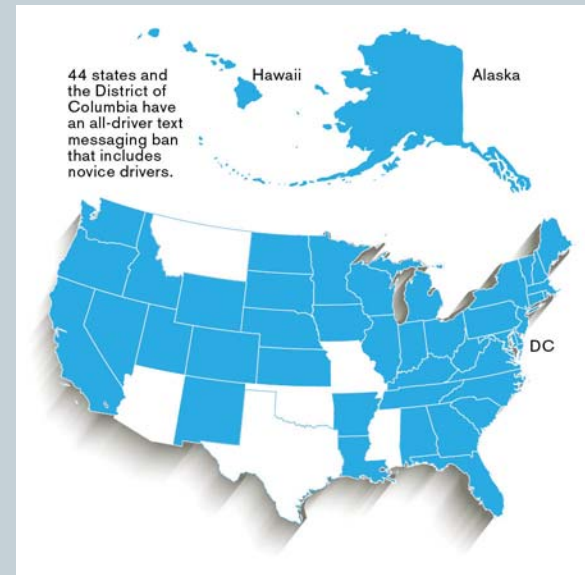 44 states and
the District of
Columbia have
an all-driver text
messaging ban
that includes
novice drivers.
Hawaii
Alaska
DC